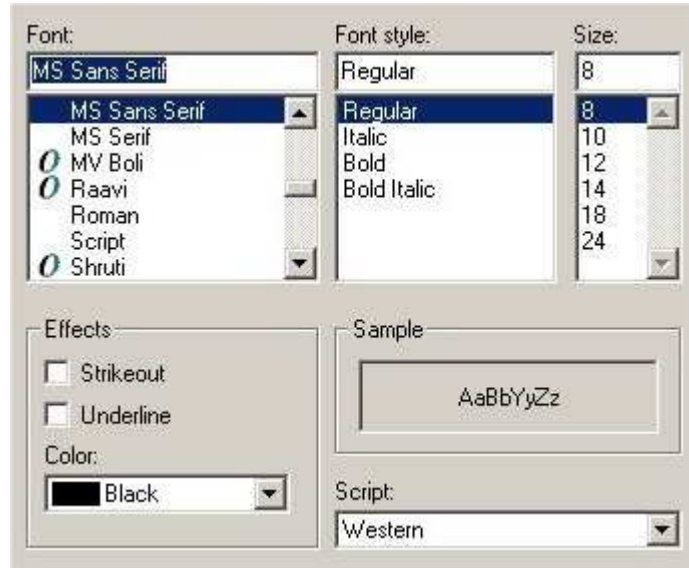 Font:
MS Sans Serif
MS Sans Serif
MS Serif
MV Boli
Raavi
Roman
Script
Shruti
Font style:
Regular
Regular
Italic
Bold
Bold Italic
Size:
8
8
10
12
14
18
24
Effects
Strikeout
Underline
Color:
Black
Sample
AaBbYyZz
Script:
Western